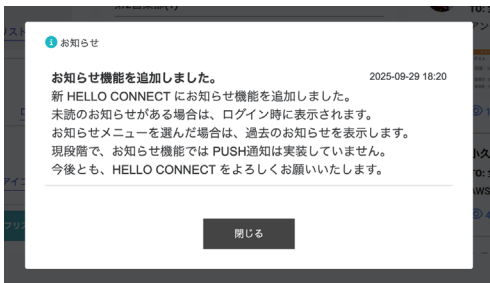 お知らせ
お知らせ機能を追加しました。 2025-09-29 18:20
新 HELLO CONNECT にお知らせ機能を追加しました。
未読のお知らせがある場合は、ログイン時に表示されます。
お知らせメニューを選んだ場合は、過去のお知らせを表示します。
現段階で、お知らせ機能では PUSH通知は実装していません。
今後とも、HELLO CONNECT をよろしくお願いいたします。
閉じる